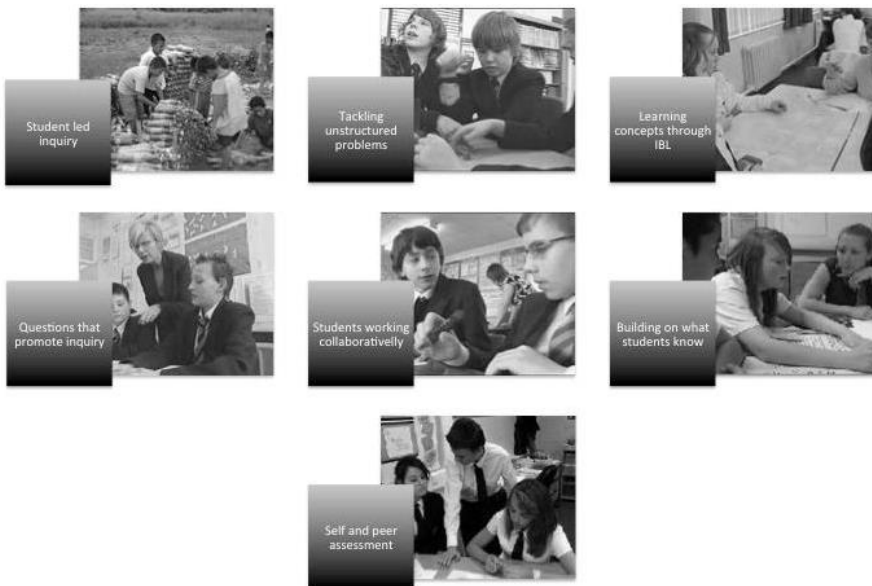 Student led
inquiry
Tackling
unstructured
problems
Learning
concepts through
IBL
Questions that
promote inquiry
Students working
collaborativelly
Building on what
students know
Self and peer
assessment